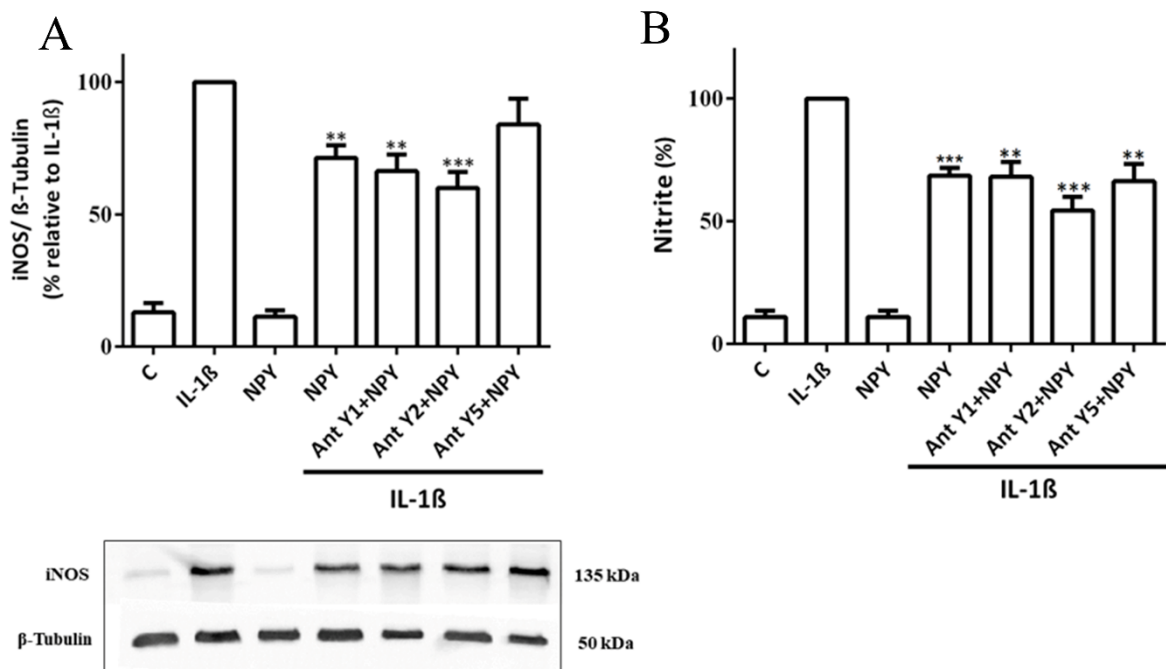 A
iNOS/ ß-Tubulin
(% relative to IL-1ß)
100
50
0
**
**
***
C
IL-1ß
NPY
NPY
Ant Y1+NPY
Ant Y2+NPY
Ant Y5+NPY
IL-1ß
iNOS
135 kDa
β-Tubulin
50 kDa
B
Nitrite (%)
100
50
0
***
**
***
**
C
IL-1ß
NPY
NPY
Ant Y1+NPY
Ant Y2+NPY
Ant Y5+NPY
IL-1ß